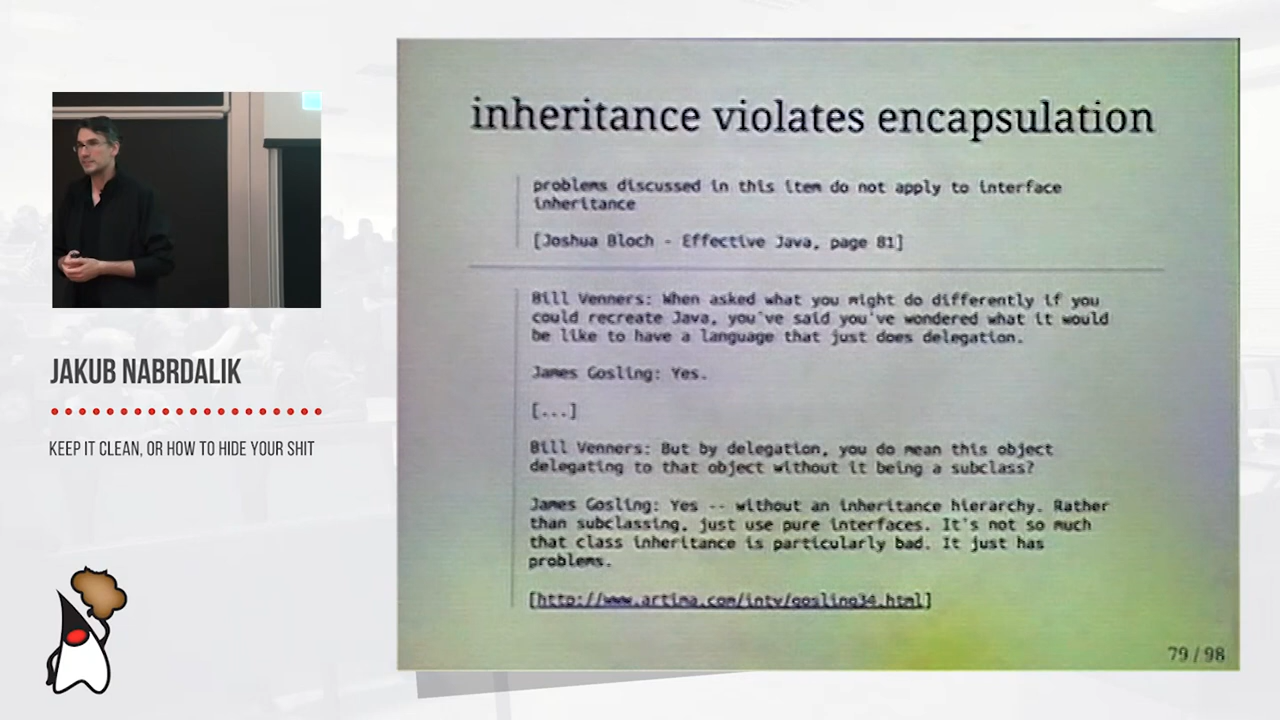 inheritance violates encapsulation
problems discussed in this item do not apply to interface
inheritance
[Joshua Bloch - Effective Java, page 81]
Bill Venners: When asked what you might do differently if you
could recreate Java, you've said you've wondered what it would
be like to have a language that just does delegation.
James Gosling: Yes.
[...]
Bill Venners: But by delegation, you do mean this object
delegating to that object without it being a subclass?
James Gosling: Yes -- without an inheritance hierarchy. Rather
than subclassing, just use pure interfaces. It's not so much
that class inheritance is particularly bad. It just has
problems.
[http://www.artima.com/intv/gosling34.html]
79 / 98
JAKUB NABRDALIK
KEEP IT CLEAN, OR HOW TO HIDE YOUR SHIT